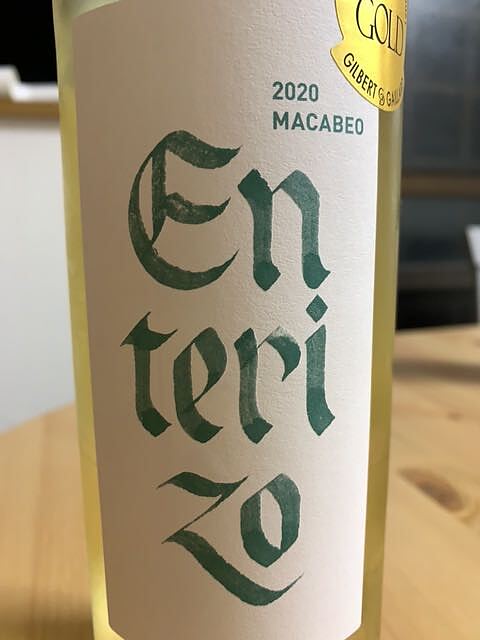 GOLD
GILBERT & GAILLARD
2020
MACABEO
En
teri
zo